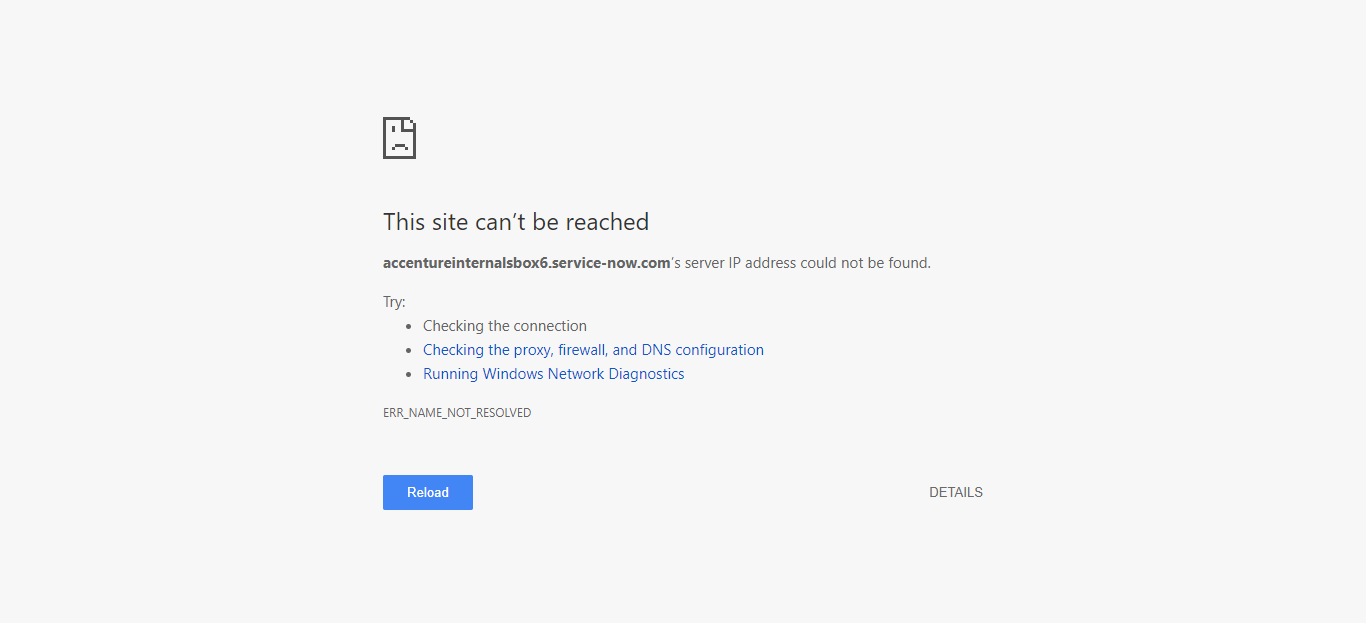 This site can’t be reached
accentureinternalsbox6.service-now.com’s server IP address could not be found.
Try:
• Checking the connection
• Checking the proxy, firewall, and DNS configuration
• Running Windows Network Diagnostics
ERR_NAME_NOT_RESOLVED
Reload DETAILS